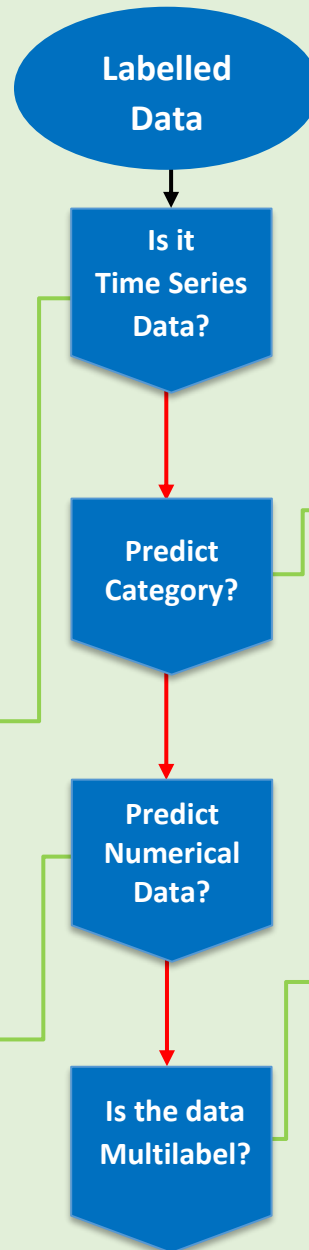 Labelled
Data
Is it
Time Series
Data?
Predict
Category?
Predict
Numerical
Data?
Is the data
Multilabel?